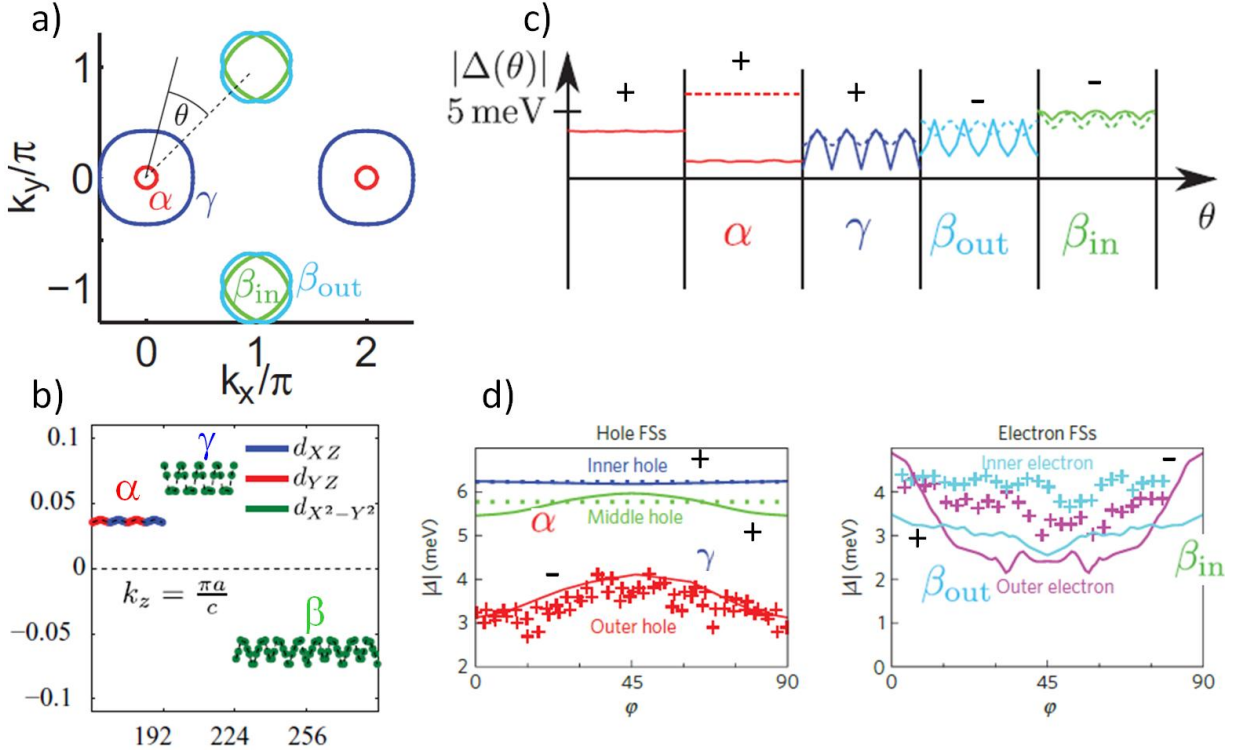 a)
1
0
−1
k_y/π
θ
α
γ
β_in
β_out
0
1
2
k_x/π
c)
|Δ(θ)|
5 meV
+
+
+
-
-
α
γ
β_out
β_in
θ
b)
0.1
0.05
0
−0.05
−0.1
α
γ
d_XZ
d_YZ
d_X²−Y²
k_z = πa/c
β
192
224
256
d)
Hole FSs
|Δ| (meV)
6
5
4
3
2
Inner hole
+
α
Middle hole
+
γ
-
Outer hole
0
45
90
φ
Electron FSs
|Δ| (meV)
4
3
2
1
0
Inner electron
-
+
β_out
Outer electron
β_in
0
45
90
φ